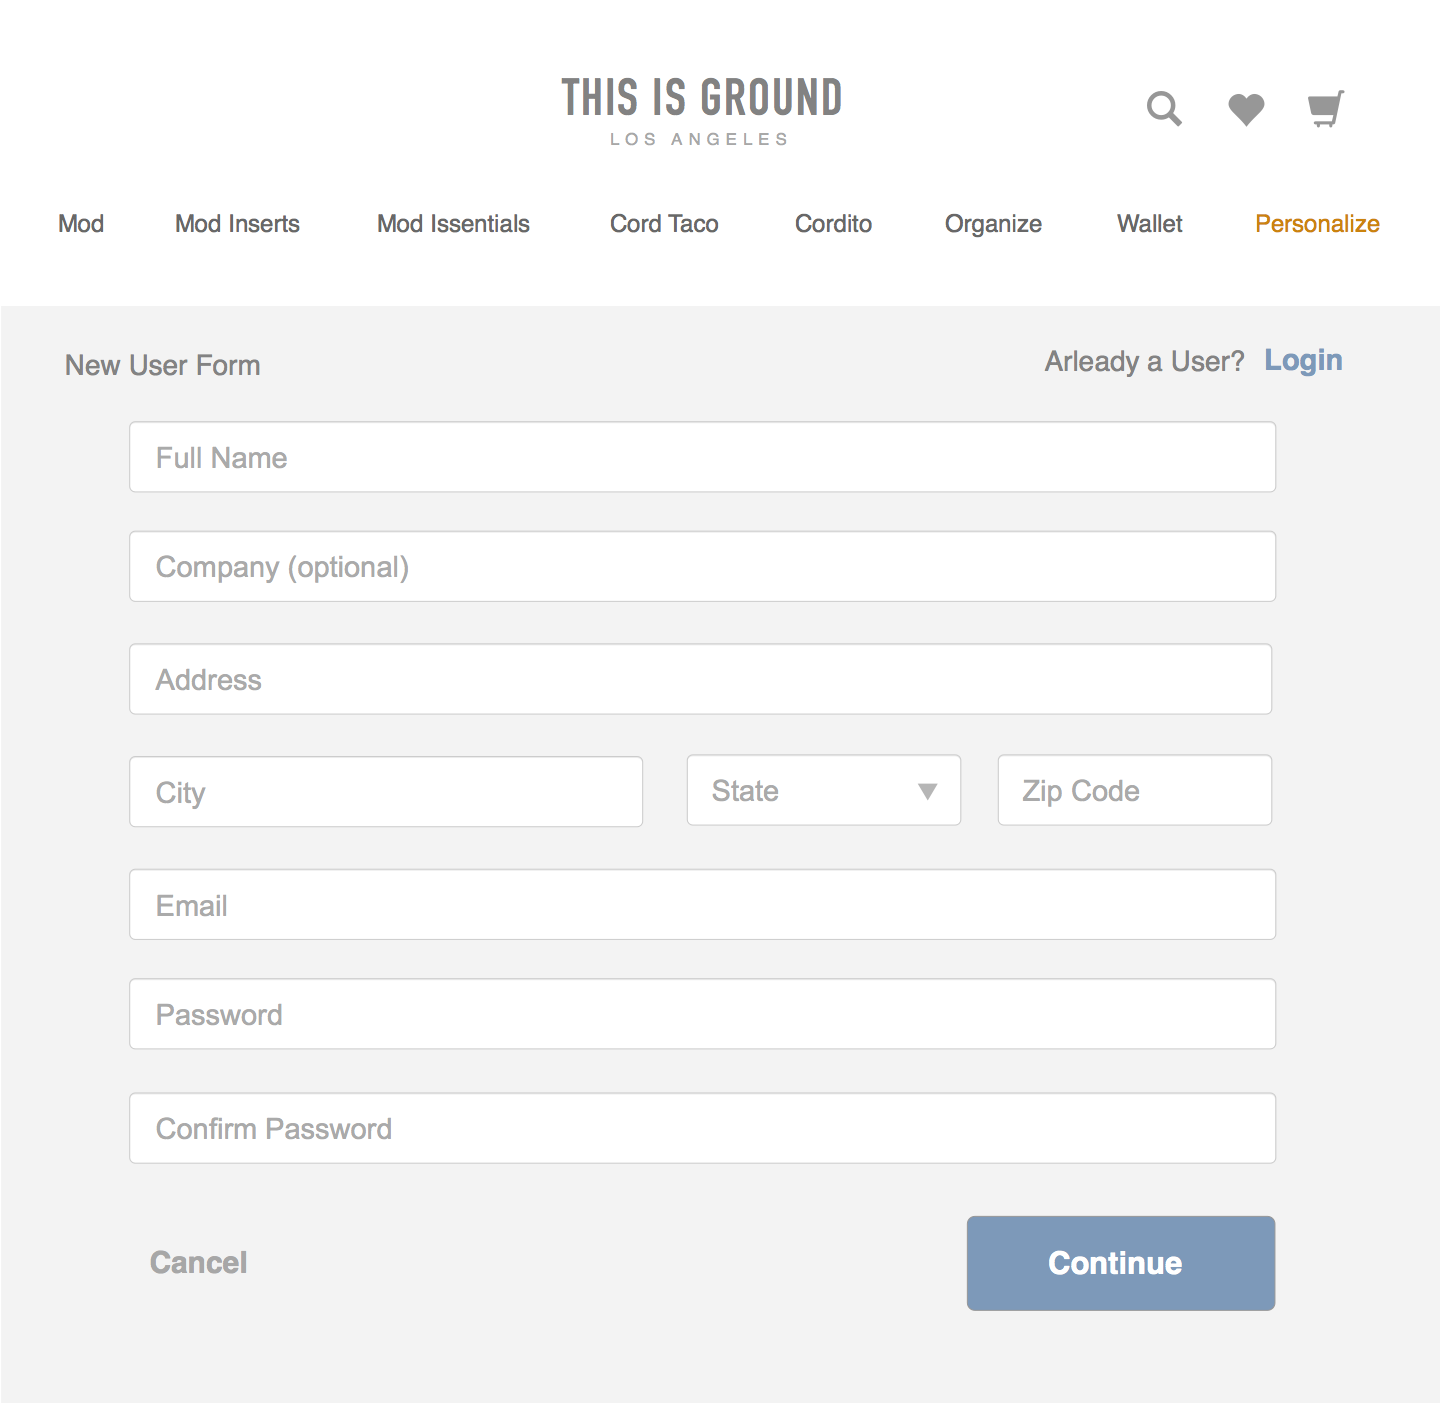 THIS IS GROUND
LOS ANGELES
Mod Mod Inserts Mod Issentials Cord Taco Cordito Organize Wallet Personalize
New User Form Arleady a User? Login
Full Name
Company (optional)
Address
City State Zip Code
Email
Password
Confirm Password
Cancel Continue